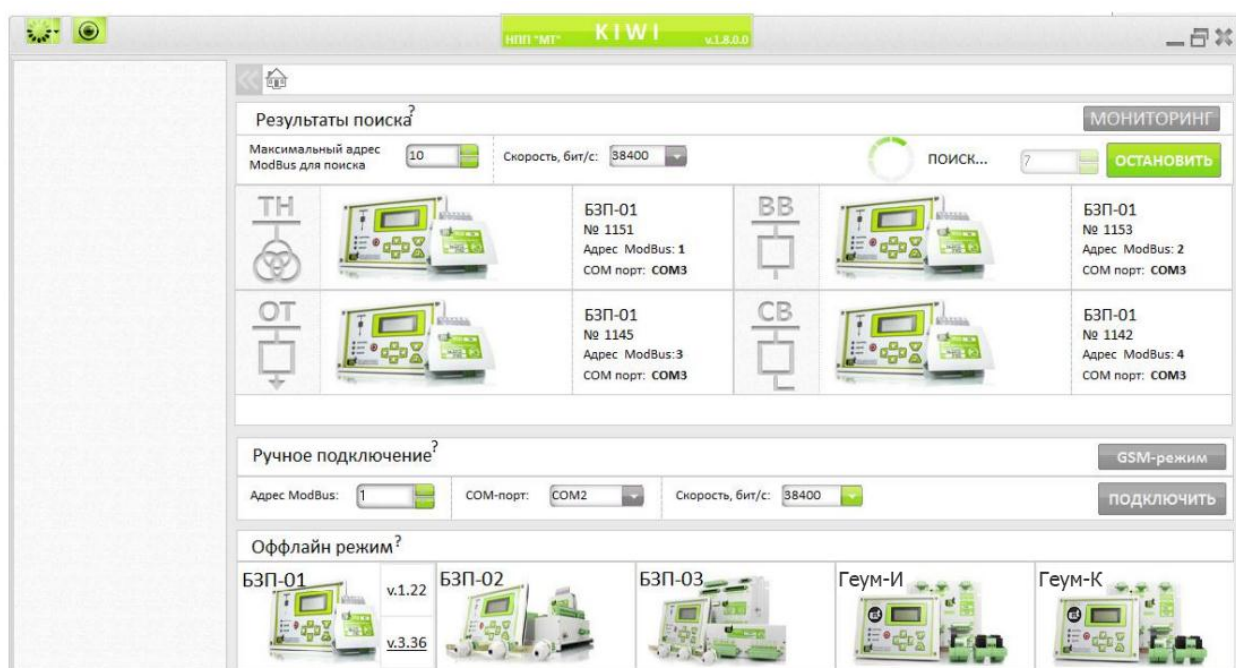 НПП "МТ" KIWI v.1.8.0.0
Результаты поиска?
МОНИТОРИНГ
Максимальный адрес
ModBus для поиска
10
Скорость, бит/с: 38400
ПОИСК...
7
ОСТАНОВИТЬ
ТН
БЗП-01
№ 1151
Адрес ModBus: 1
COM порт: COM3
ВВ
БЗП-01
№ 1153
Адрес ModBus: 2
COM порт: COM3
ОТ
БЗП-01
№ 1145
Адрес ModBus:3
COM порт: COM3
СВ
БЗП-01
№ 1142
Адрес ModBus: 4
COM порт: COM3
Ручное подключение?
GSM-режим
Адрес ModBus: 1
COM-порт: COM2
Скорость, бит/с: 38400
ПОДКЛЮЧИТЬ
Оффлайн режим?
БЗП-01
v.1.22
v.3.36
БЗП-02
БЗП-03
Геум-И
Геум-К